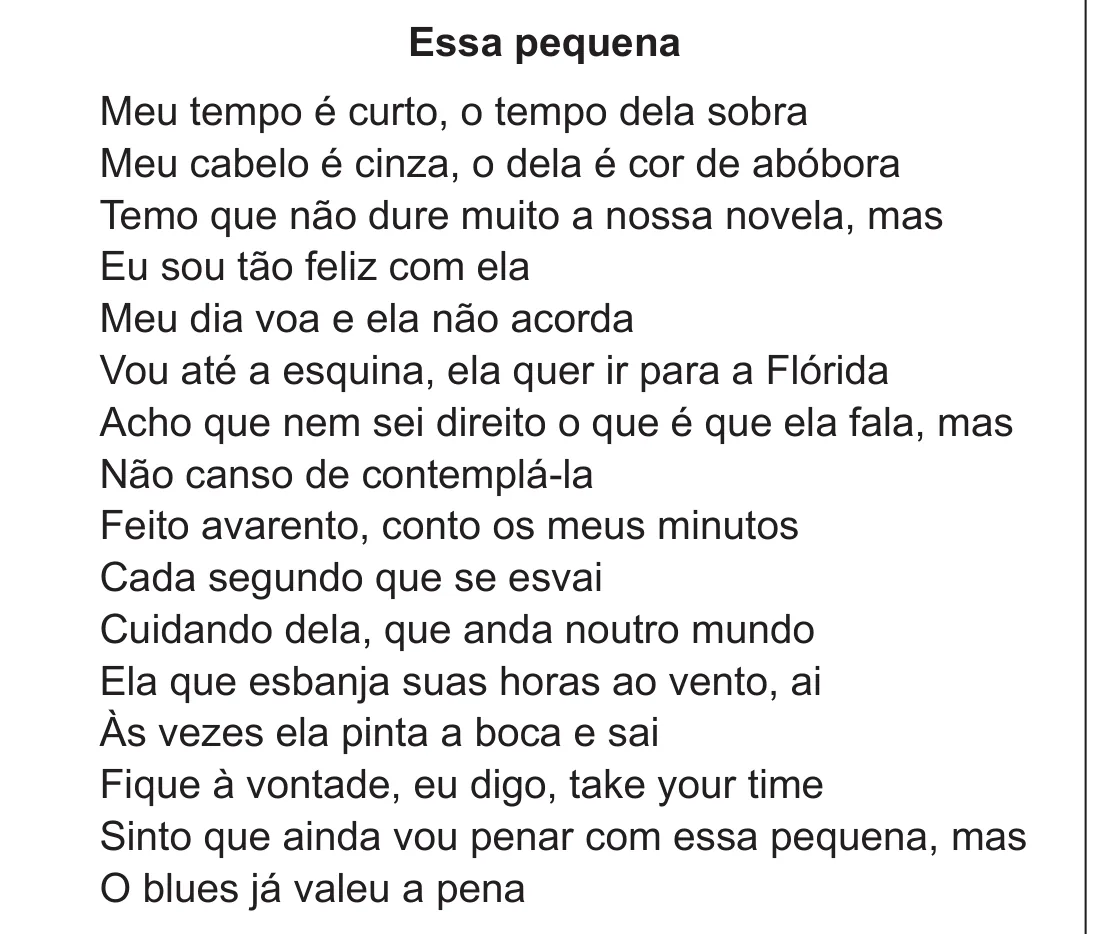 Essa pequena
Meu tempo é curto, o tempo dela sobra
Meu cabelo é cinza, o dela é cor de abóbora
Temo que não dure muito a nossa novela, mas
Eu sou tão feliz com ela
Meu dia voa e ela não acorda
Vou até a esquina, ela quer ir para a Flórida
Acho que nem sei direito o que é que ela fala, mas
Não canso de contemplá-la
Feito avarento, conto os meus minutos
Cada segundo que se esvai
Cuidando dela, que anda noutro mundo
Ela que esbanja suas horas ao vento, ai
Às vezes ela pinta a boca e sai
Fique à vontade, eu digo, take your time
Sinto que ainda vou penar com essa pequena, mas
O blues já valeu a pena